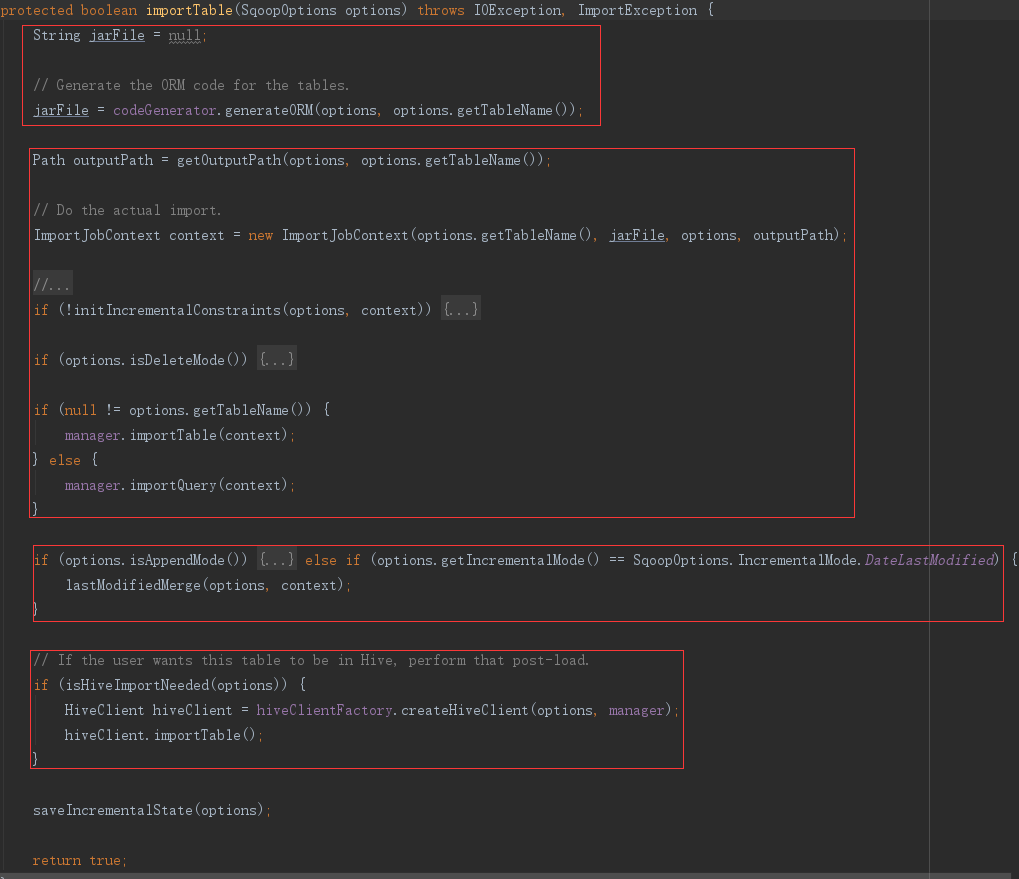 protected boolean importTable(SqoopOptions options) throws IOException, ImportException {
String jarFile = null;
// Generate the ORM code for the tables.
jarFile = codeGenerator.generateORM(options, options.getTableName());
Path outputPath = getOutputPath(options, options.getTableName());
// Do the actual import.
ImportJobContext context = new ImportJobContext(options.getTableName(), jarFile, options, outputPath);
//...
if (!initIncrementalConstraints(options, context)) {...}
if (options.isDeleteMode()) {...}
if (null != options.getTableName()) {
manager.importTable(context);
} else {
manager.importQuery(context);
}
if (options.isAppendMode()) {...} else if (options.getIncrementalMode() == SqoopOptions.IncrementalMode.DateLastModified) {
lastModifiedMerge(options, context);
}
// If the user wants this table to be in Hive, perform that post-load.
if (isHiveImportNeeded(options)) {
HiveClient hiveClient = hiveClientFactory.createHiveClient(options, manager);
hiveClient.importTable();
}
saveIncrementalState(options);
return true;